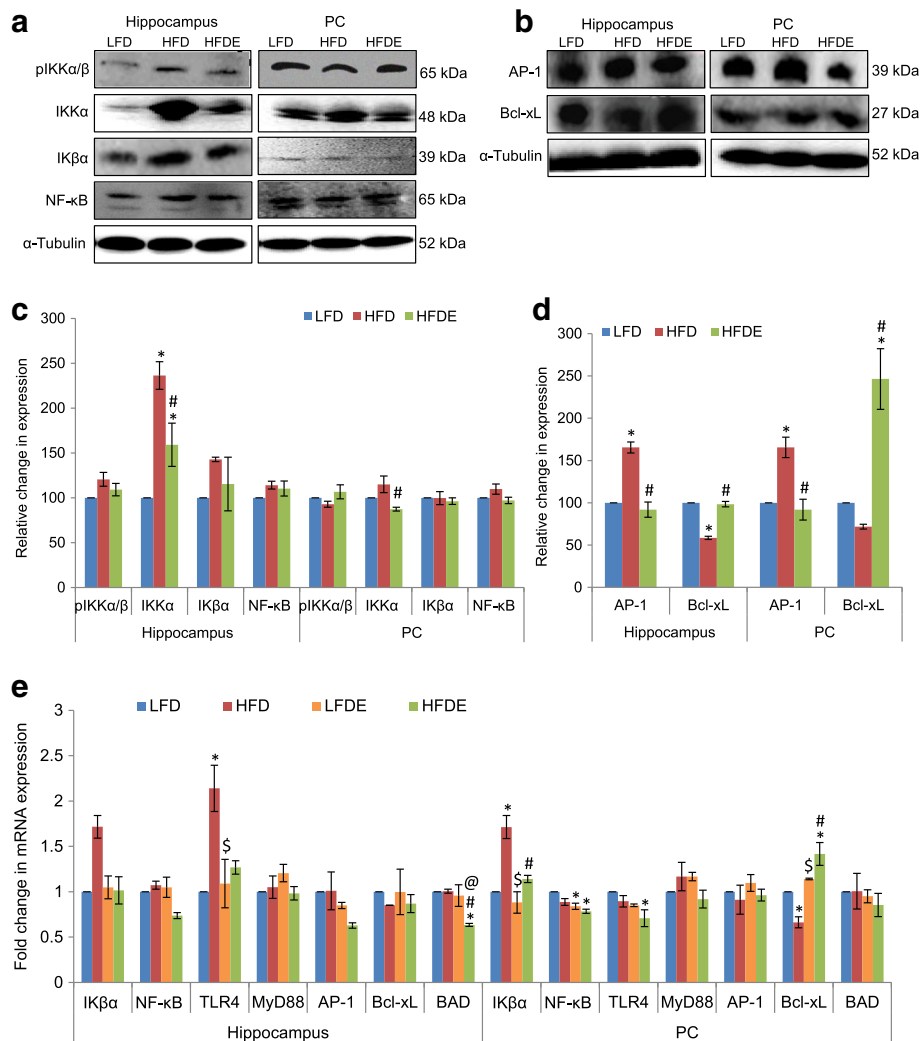 a
Hippocampus PC
LFD HFD HFDE LFD HFD HFDE
pIKKα/β 65 kDa
IKKα 48 kDa
IKβα 39 kDa
NF-κB 65 kDa
α-Tubulin 52 kDa
b
Hippocampus PC
LFD HFD HFDE LFD HFD HFDE
AP-1 39 kDa
Bcl-xL 27 kDa
α-Tubulin 52 kDa
c
LFD HFD HFDE
Relative change in expression
300
250
200
150
100
50
0
* # *
#
pIKKα/β IKKα IKβα NF-κB pIKKα/β IKKα IKβα NF-κB
Hippocampus PC
d
LFD HFD HFDE
Relative change in expression
300
250
200
150
100
50
0
* # * # * # # *
AP-1 Bcl-xL AP-1 Bcl-xL
Hippocampus PC
e
LFD HFD LFDE HFDE
Fold change in mRNA expression
3
2.5
2
1.5
1
0.5
0
* $ @ # * * $ # * * * * $ # *
IKβα NF-κB TLR4 MyD88 AP-1 Bcl-xL BAD IKβα NF-κB TLR4 MyD88 AP-1 Bcl-xL BAD
Hippocampus PC